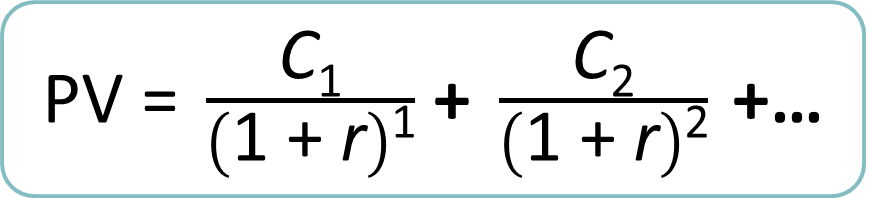 PV = C₁/(1 + r)¹ + C₂/(1 + r)² +...